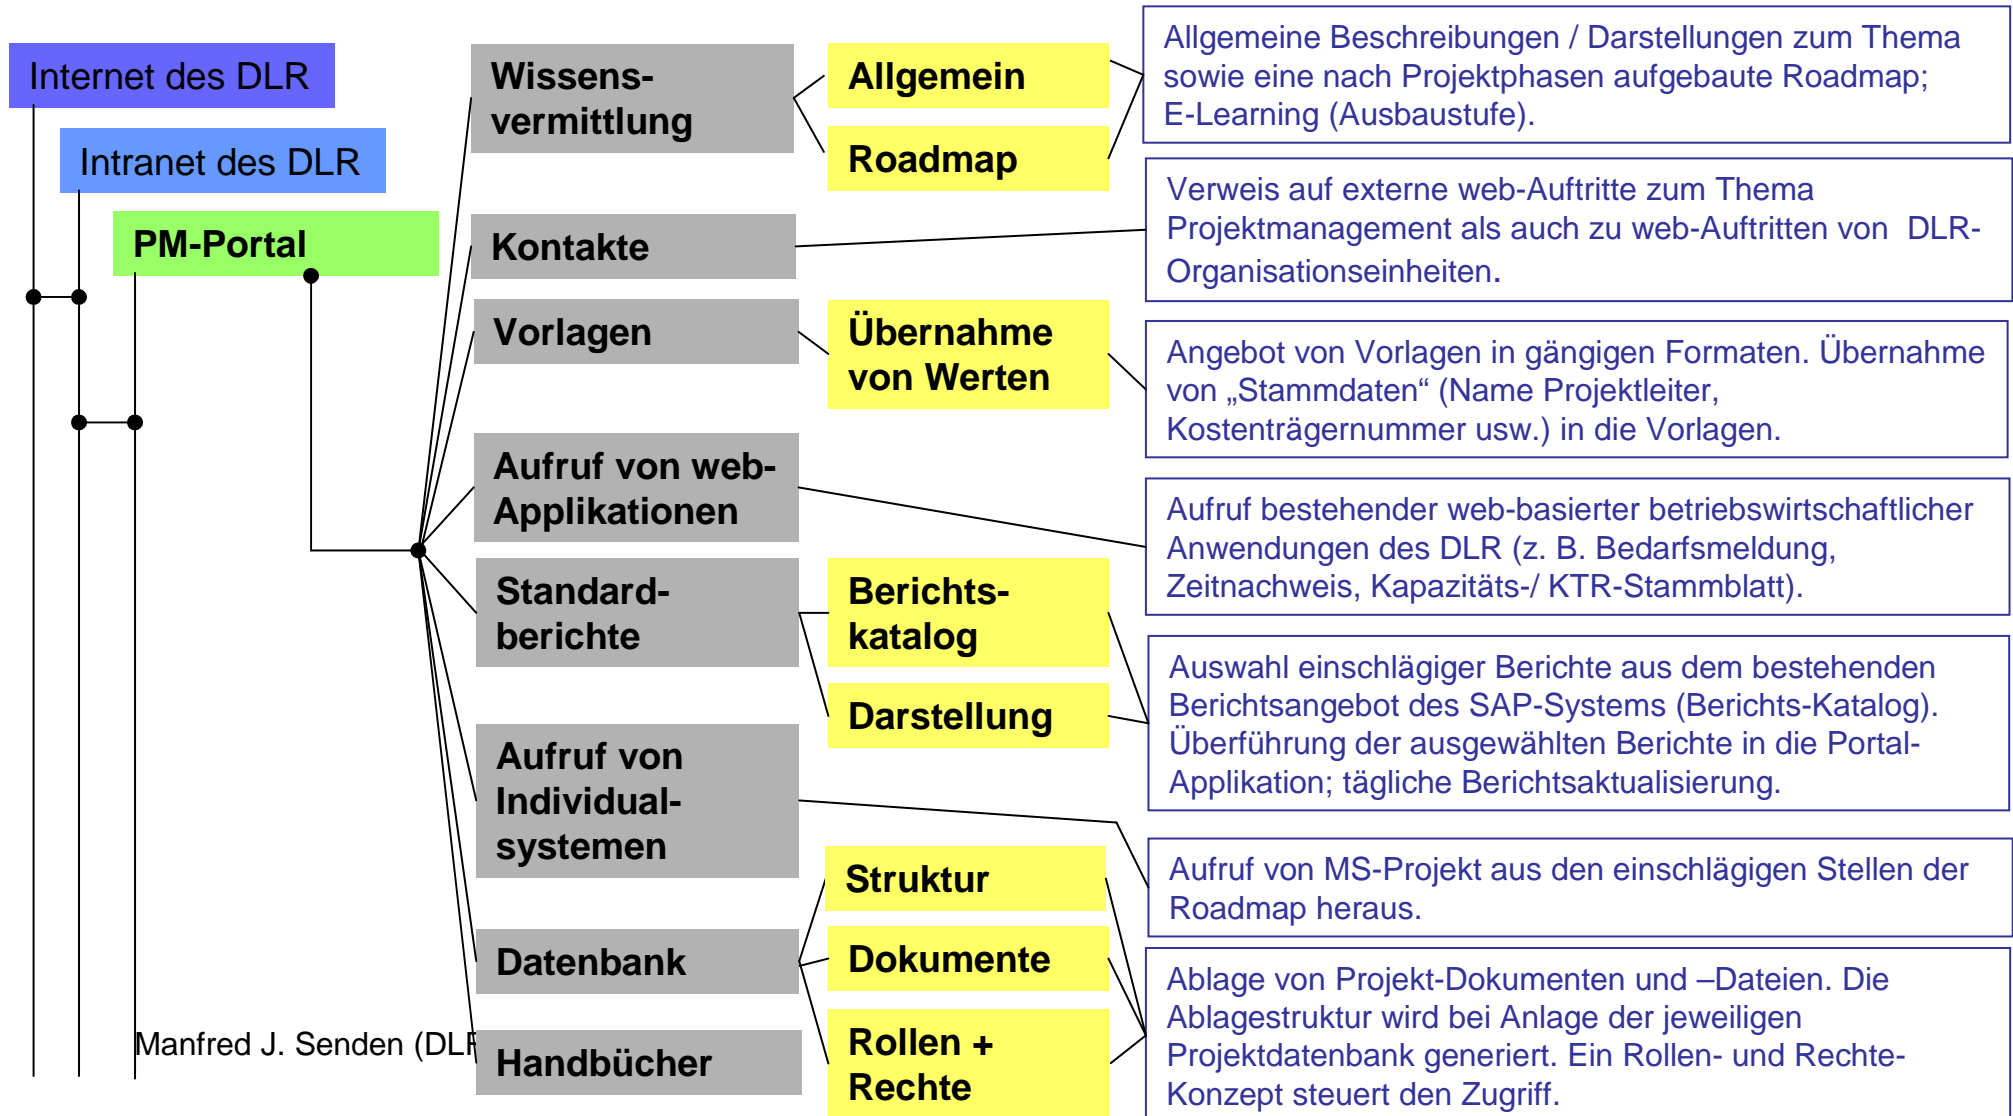 Internet des DLR
Intranet des DLR
PM-Portal
Wissens-
vermittlung
Kontakte
Vorlagen
Aufruf von web-
Applikationen
Standard-
berichte
Aufruf von
Individual-
systemen
Datenbank
Handbücher
Allgemein
Roadmap
Übernahme
von Werten
Berichts-
katalog
Darstellung
Struktur
Dokumente
Rollen +
Rechte
Allgemeine Beschreibungen / Darstellungen zum Thema
sowie eine nach Projektphasen aufgebaute Roadmap;
E-Learning (Ausbaustufe).
Verweis auf externe web-Auftritte zum Thema
Projektmanagement als auch zu web-Auftritten von DLR-
Organisationseinheiten.
Angebot von Vorlagen in gängigen Formaten. Übernahme
von „Stammdaten“ (Name Projektleiter,
Kostenträgernummer usw.) in die Vorlagen.
Aufruf bestehender web-basierter betriebswirtschaftlicher
Anwendungen des DLR (z. B. Bedarfsmeldung,
Zeitnachweis, Kapazitäts-/ KTR-Stammblatt).
Auswahl einschlägiger Berichte aus dem bestehenden
Berichtsangebot des SAP-Systems (Berichts-Katalog).
Überführung der ausgewählten Berichte in die Portal-
Applikation; tägliche Berichtsaktualisierung.
Aufruf von MS-Projekt aus den einschlägigen Stellen der
Roadmap heraus.
Ablage von Projekt-Dokumenten und –Dateien. Die
Ablagestruktur wird bei Anlage der jeweiligen
Projektdatenbank generiert. Ein Rollen- und Rechte-
Konzept steuert den Zugriff.
Manfred J. Senden (DLR